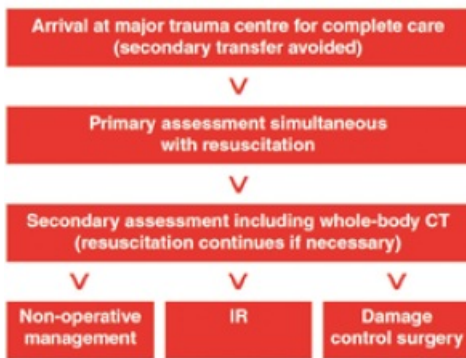 Arrival at major trauma centre for complete care
(secondary transfer avoided)
Primary assessment simultaneous
with resuscitation
Secondary assessment including whole-body CT
(resuscitation continues if necessary)
Non-operative
management
IR
Damage
control surgery